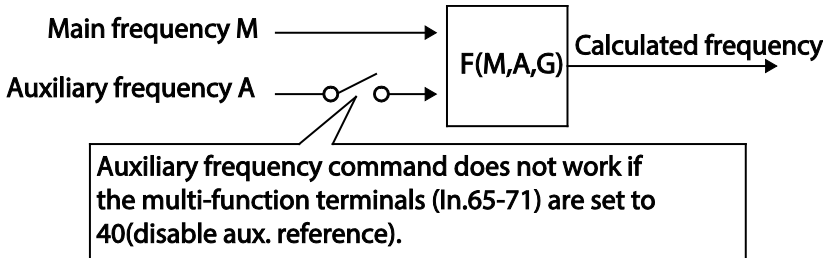 Main frequency M
Auxiliary frequency A
F(M,A,G)
Calculated frequency
Auxiliary frequency command does not work if
the multi-function terminals (In.65-71) are set to
40(disable aux. reference).